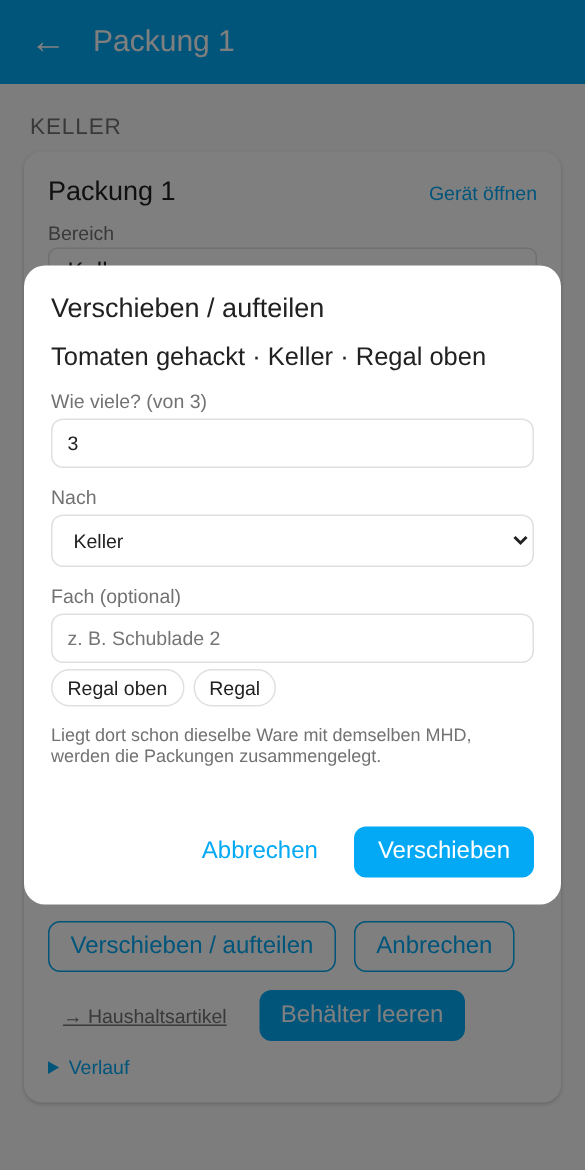 ← Packung 1
KELLER
Packung 1 Gerät öffnen
Bereich
Verschieben / aufteilen
Tomaten gehackt · Keller · Regal oben
Wie viele? (von 3)
3
Nach
Keller
Fach (optional)
z. B. Schublade 2
Regal oben Regal
Liegt dort schon dieselbe Ware mit demselben MHD,
werden die Packungen zusammengelegt.
Abbrechen Verschieben
Verschieben / aufteilen Anbrechen
→ Haushaltsartikel Behälter leeren
Verlauf